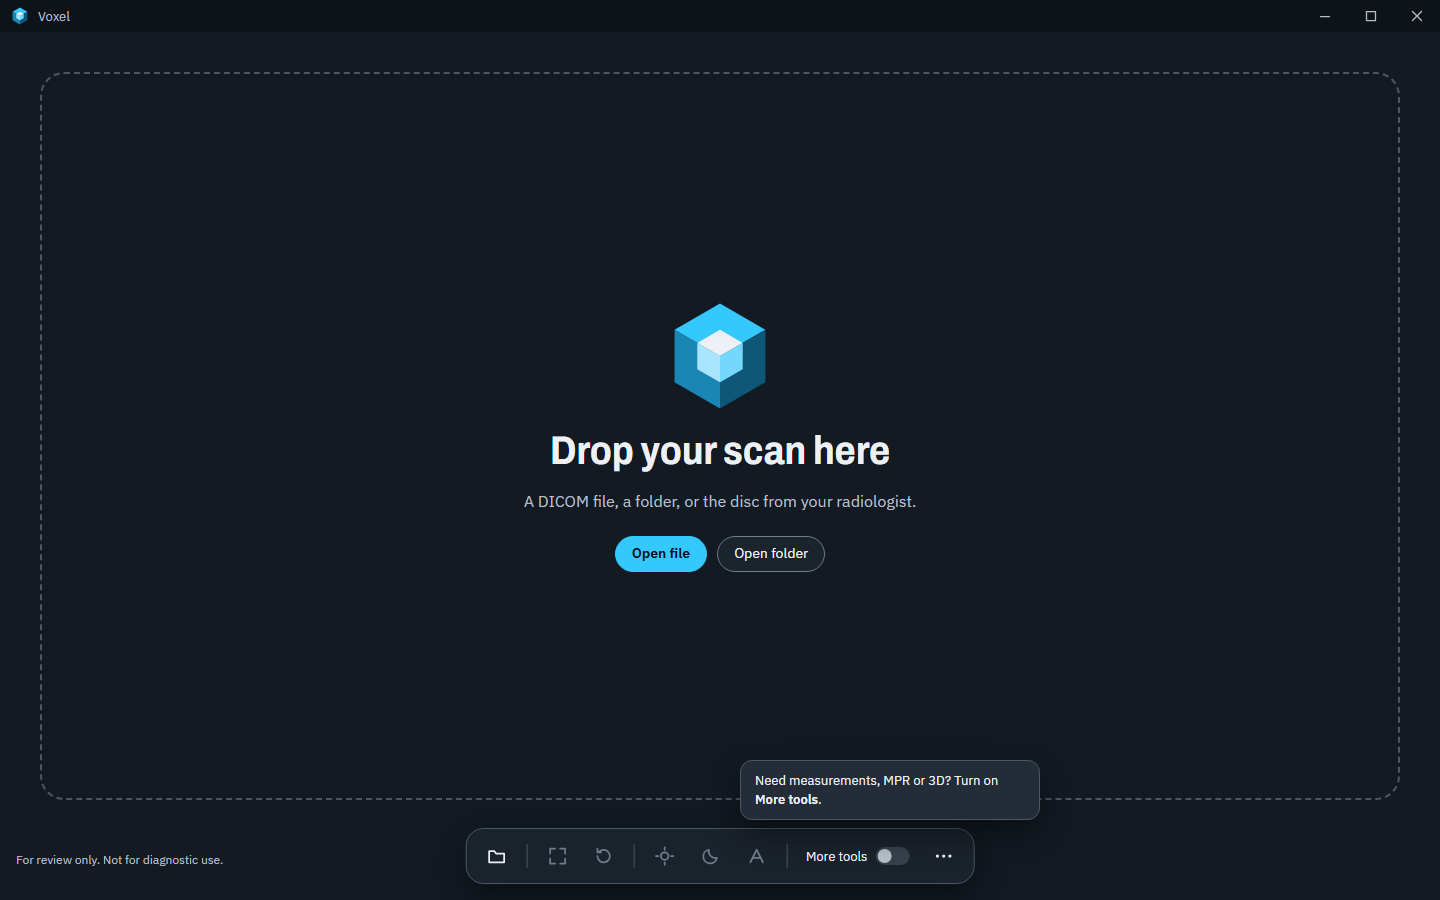 Voxel
Drop your scan here
A DICOM file, a folder, or the disc from your radiologist.
Open file
Open folder
Need measurements, MPR or 3D? Turn on
More tools.
For review only. Not for diagnostic use.
More tools